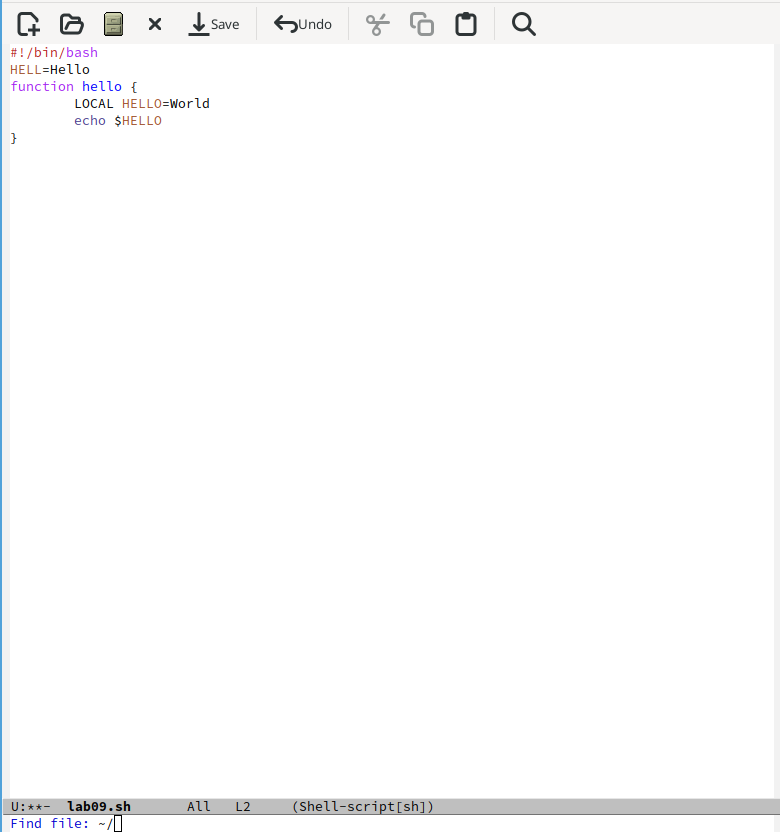 Save Undo
#!/bin/bash
HELL=Hello
function hello {
        LOCAL HELLO=World
        echo $HELLO
}
U:**-  lab09.sh       All   L2     (Shell-script[sh])
Find file: ~/